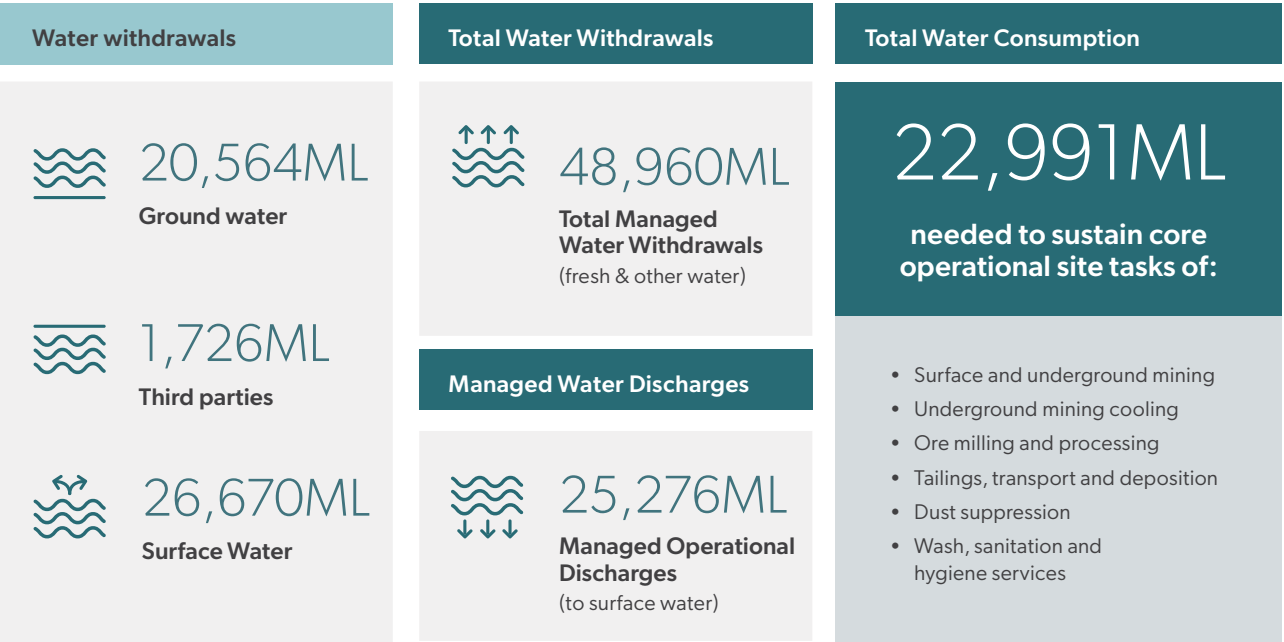 Water withdrawals
20,564ML
Ground water
1,726ML
Third parties
26,670ML
Surface Water
Total Water Withdrawals
48,960ML
Total Managed
Water Withdrawals
(fresh & other water)
Managed Water Discharges
25,276ML
Managed Operational
Discharges
(to surface water)
Total Water Consumption
22,991ML
needed to sustain core
operational site tasks of:
• Surface and underground mining
• Underground mining cooling
• Ore milling and processing
• Tailings, transport and deposition
• Dust suppression
• Wash, sanitation and
hygiene services